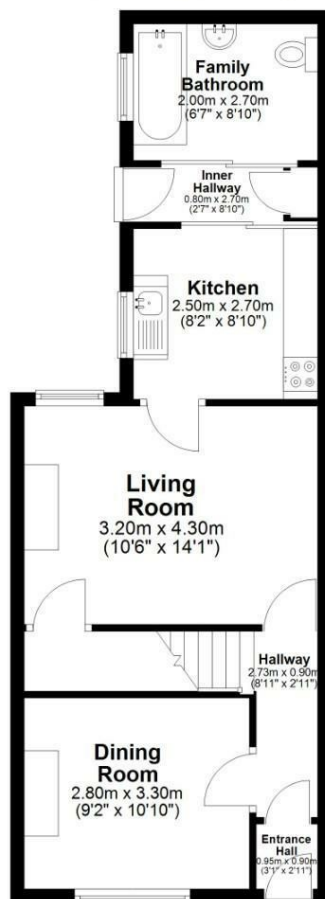 Family
Bathroom
2.00m x 2.70m
(6'7" x 8'10")
Inner
Hallway
0.80m x 2.70m
(2'7" x 8'10")
Kitchen
2.50m x 2.70m
(8'2" x 8'10")
Living
Room
3.20m x 4.30m
(10'6" x 14'1")
Hallway
2.73m x 0.90m
(8'11" x 2'11")
Dining
Room
2.80m x 3.30m
(9'2" x 10'10")
Entrance
Hall
0.95m x 0.90m
(3'1" x 2'11")